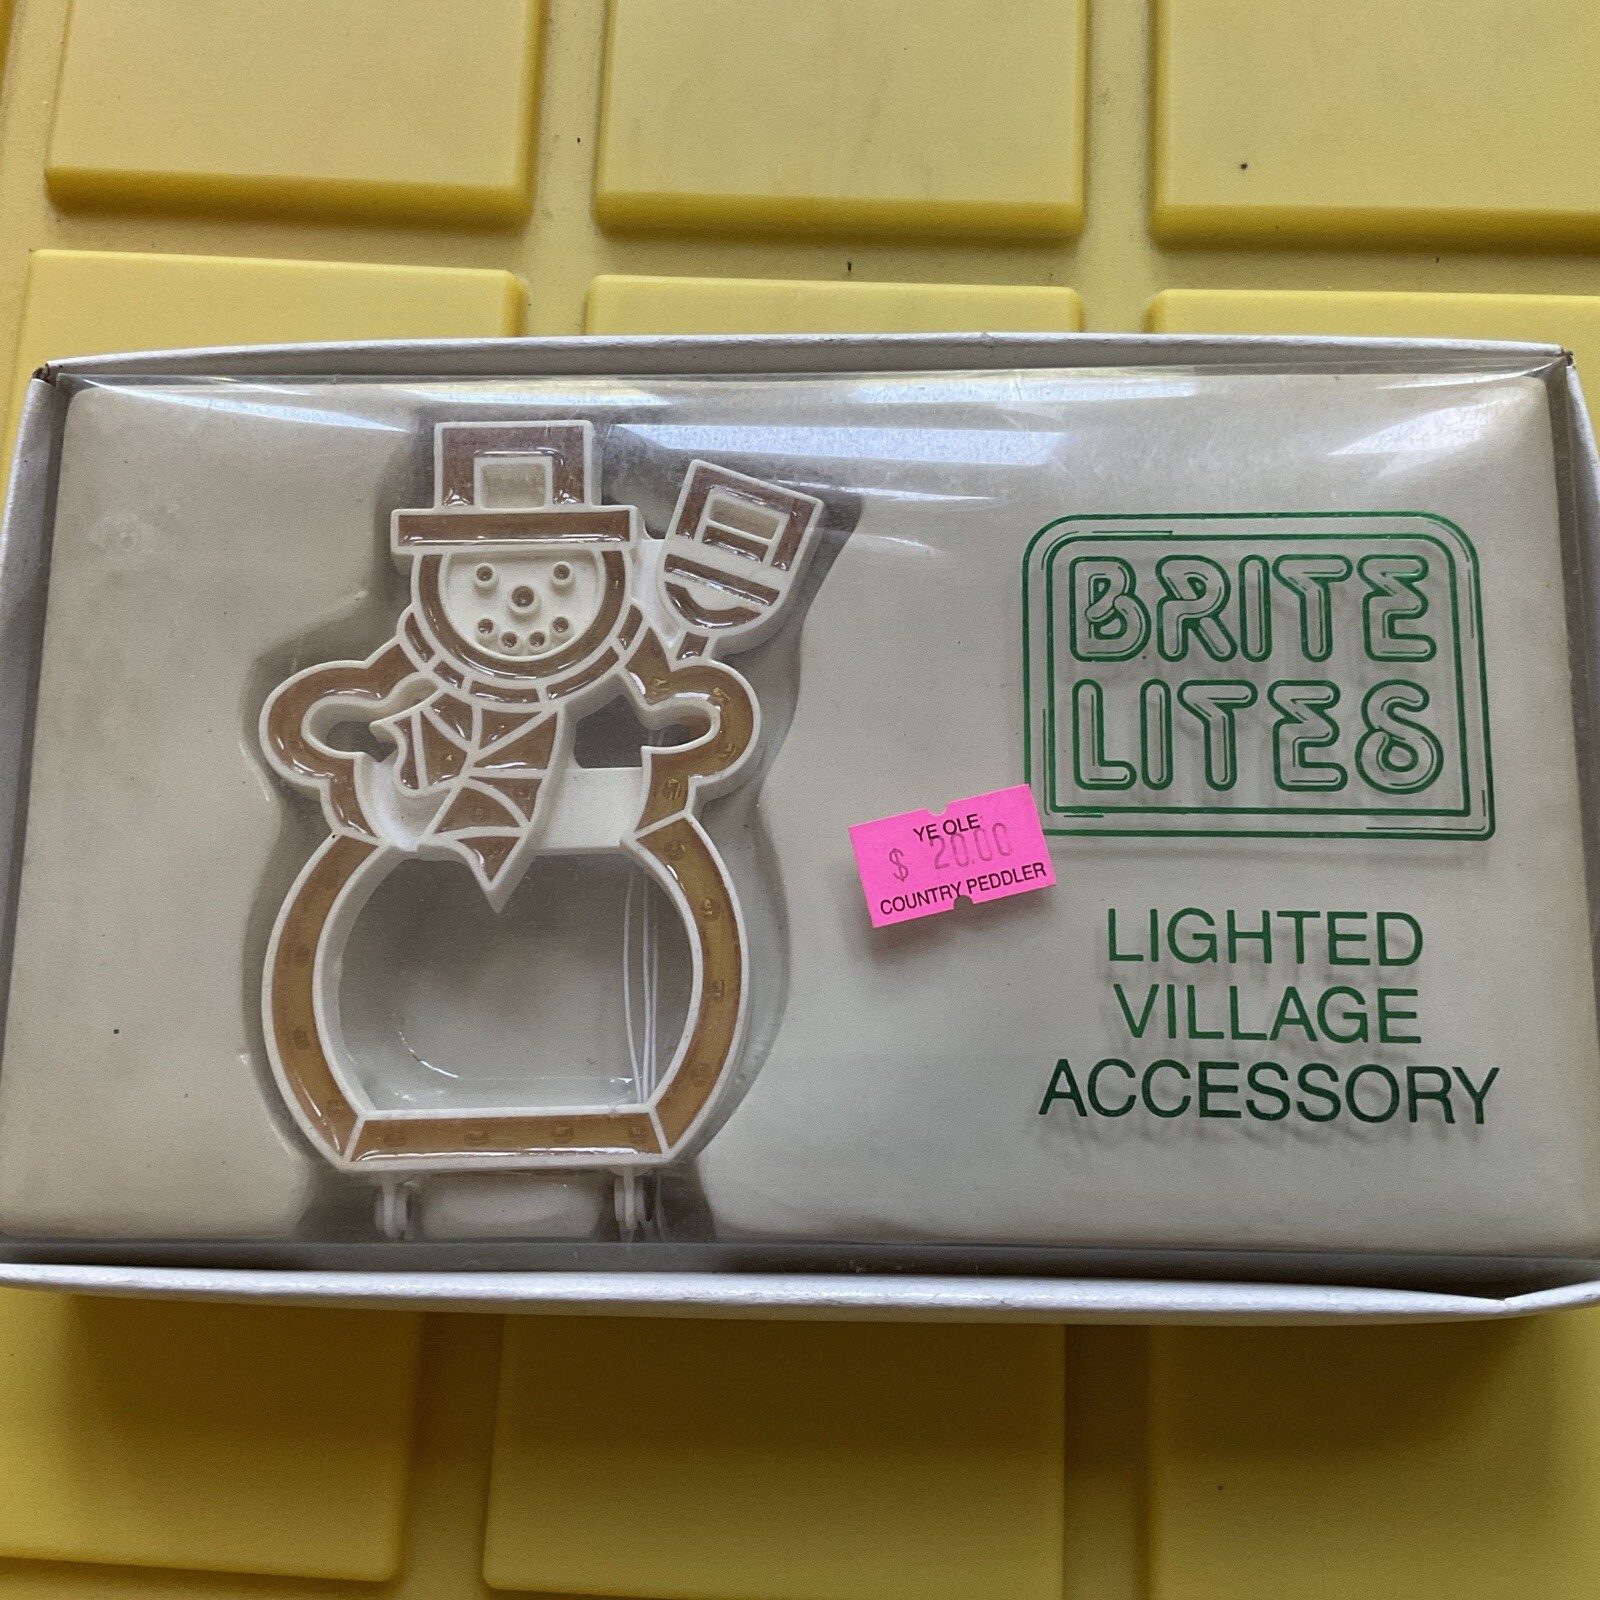 BRITE
LITES
YE OLE
$ 20.00
COUNTRY PEDDLER
LIGHTED
VILLAGE
ACCESSORY